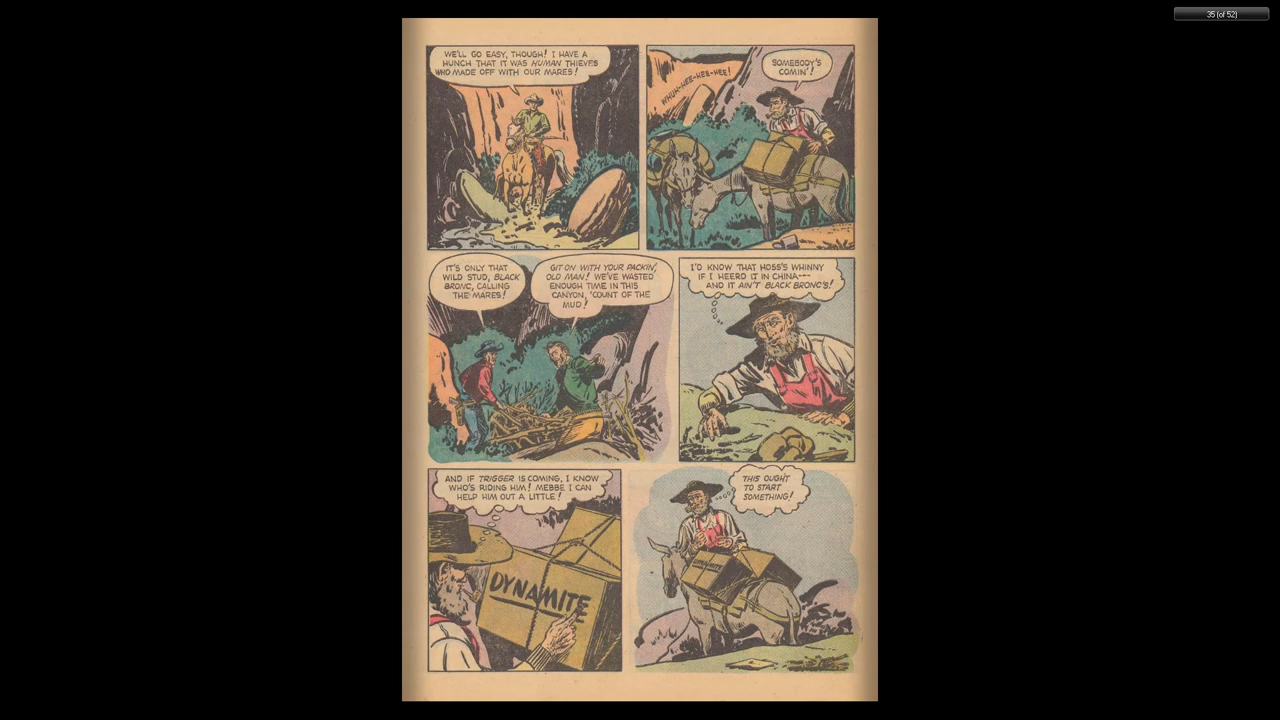 35 (of 52)
WE'LL GO EASY, THOUGH! I HAVE A
HUNCH THAT IT WAS HUMAN THIEVES
WHO MADE OFF WITH OUR MARES!
WHUH-HEE-HEE-HEE!
SOMEBODY'S
COMIN'!
IT'S ONLY THAT
WILD STUD, BLACK
BRONC, CALLING
THE MARES!
GIT ON WITH YOUR PACKIN',
OLD MAN! WE'VE WASTED
ENOUGH TIME IN THIS
CANYON, 'COUNT OF THE
MUD!
I'D KNOW THAT HOSS'S WHINNY
IF I HEERD IT IN CHINA---
AND IT AIN'T BLACK BRONC'S!
AND IF TRIGGER IS COMING, I KNOW
WHO'S RIDING HIM! MEBBE I CAN
HELP HIM OUT A LITTLE!
DYNAMITE
THIS OUGHT
TO START
SOMETHING!
DYNAMITE